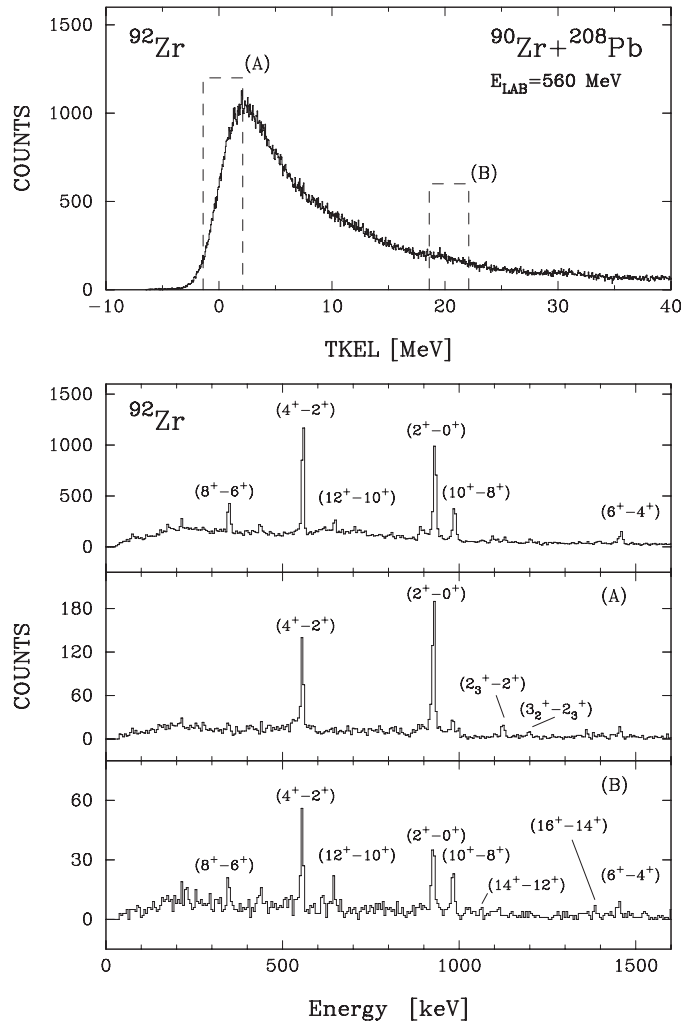 ⁹²Zr
⁹⁰Zr+²⁰⁸Pb
E_LAB=560 MeV
(A)
(B)
COUNTS
1500
1000
500
0
−10 0 10 20 30 40
TKEL [MeV]
⁹²Zr
(4⁺−2⁺)
(2⁺−0⁺)
(8⁺−6⁺)
(12⁺−10⁺)
(10⁺−8⁺)
(6⁺−4⁺)
1500
1000
500
0
COUNTS
(A)
(2⁺−0⁺)
(4⁺−2⁺)
(2₃⁺−2⁺)
(3₂⁺−2₃⁺)
180
120
60
0
(B)
(4⁺−2⁺)
(16⁺−14⁺)
(2⁺−0⁺)
(8⁺−6⁺)
(12⁺−10⁺)
(10⁺−8⁺)
(14⁺−12⁺)
(6⁺−4⁺)
60
30
0
0 500 1000 1500
Energy [keV]